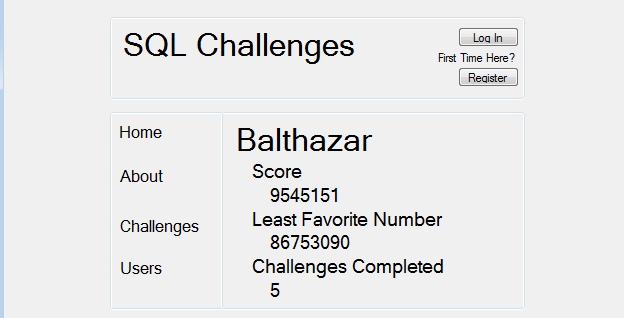 SQL Challenges
Log In
First Time Here?
Register
Home
About
Challenges
Users
Balthazar
Score
9545151
Least Favorite Number
86753090
Challenges Completed
5